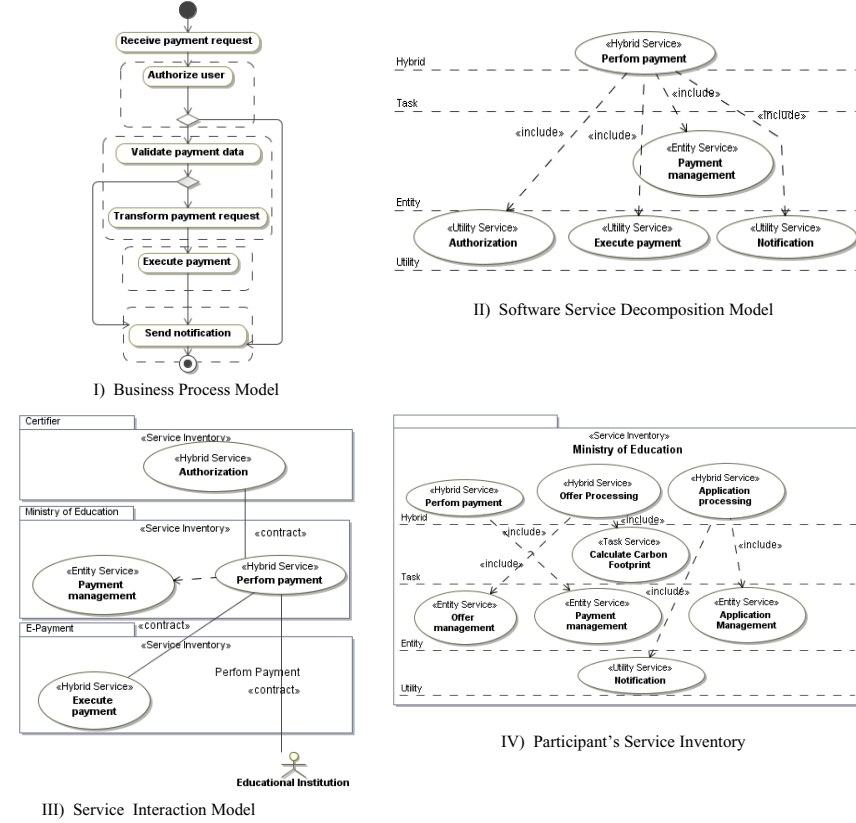 Receive payment request
Authorize user
Validate payment data
Transform payment request
Execute payment
Send notification
I) Business Process Model
«Hybrid Service»
Perfom payment
Hybrid
«include»
Task
«include»
«include»
«include»
«Entity Service»
Payment
management
Entity
«Utility Service»
Authorization
«Utility Service»
Execute payment
«Utility Service»
Notification
Utility
II) Software Service Decomposition Model
Certifier
«Service Inventory»
«Hybrid Service»
Authorization
Ministry of Education
«Service Inventory»
«contract»
«Entity Service»
Payment
management
«Hybrid Service»
Perfom payment
E-Payment
«contract»
«Service Inventory»
«Hybrid Service»
Execute
payment
Perfom Payment
«contract»
Educational Institution
III) Service Interaction Model
«Service Inventory»
Ministry of Education
«Hybrid Service»
Perfom payment
«Hybrid Service»
Offer Processing
«Hybrid Service»
Application
processing
Hybrid
«include»
«include»
«Task Service»
Calculate Carbon
Footprint
«include»
«include»
Task
«include»
«Entity Service»
Offer
management
«Entity Service»
Payment
management
«Entity Service»
Application
Management
Entity
«Utility Service»
Notification
Utility
IV) Participant's Service Inventory